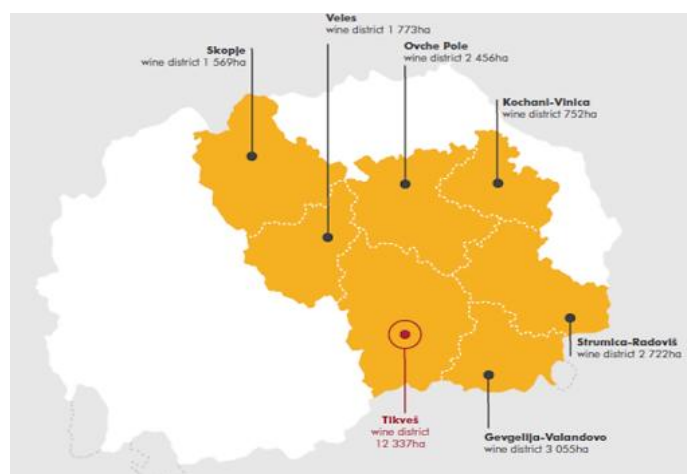 Veles
wine district 1 773ha
Skopje
wine district 1 569ha
Ovche Pole
wine district 2 456ha
Kochani-Vinica
wine district 752ha
Strumica-Radoviš
wine district 2 722ha
Tikveš
wine district
12 337ha
Gevgelija-Valandovo
wine district 3 055ha